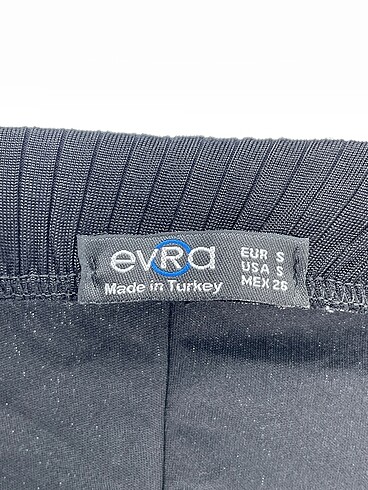 evRa
Made in Turkey
EUR S
USA S
MEX 26